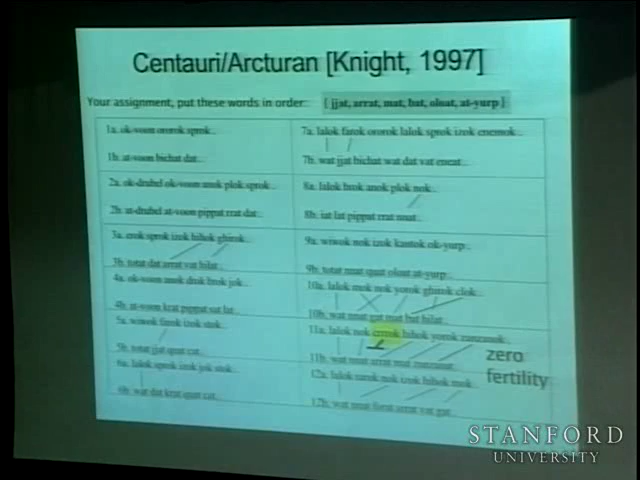 Centauri/Arcturan [Knight, 1997]
Your assignment, put these words in order: { jjat, arrat, mat, bat, oloat, at-yurp }
1a. ok-voon ororok sprok.
1b. at-voon bichat dat.
2a. ok-drubel ok-voon anok plok sprok.
2b. at-drubel at-voon pippat rrat dat.
3a. erok sprok izok hihok ghirok.
3b. totat dat arrat vat hilat.
4a. ok-voon anok drok brok jok.
4b. at-voon krat pippat sat lat.
5a. wiwok farok izok stok.
5b. totat jjat quat cat.
6a. lalok sprok izok jok stok.
6b. wat dat krat quat cat.
7a. lalok farok ororok lalok sprok izok enemok.
7b. wat jjat bichat wat dat vat eneat.
8a. lalok brok anok plok nok.
8b. iat lat pippat rrat nnat.
9a. wiwok nok izok kantok ok-yurp.
9b. totat nnat quat oloat at-yurp.
10a. lalok mok nok yorok ghirok clok.
10b. wat nnat gat mat bat hilat.
11a. lalok nok crrrok hihok yorok zanzanok.
11b. wat nnat arrat mat zanzanat.
12a. lalok rarok nok izok hihok mok.
12b. wat nnat forat arrat vat gat.
zero
fertility
STANFORD
UNIVERSITY